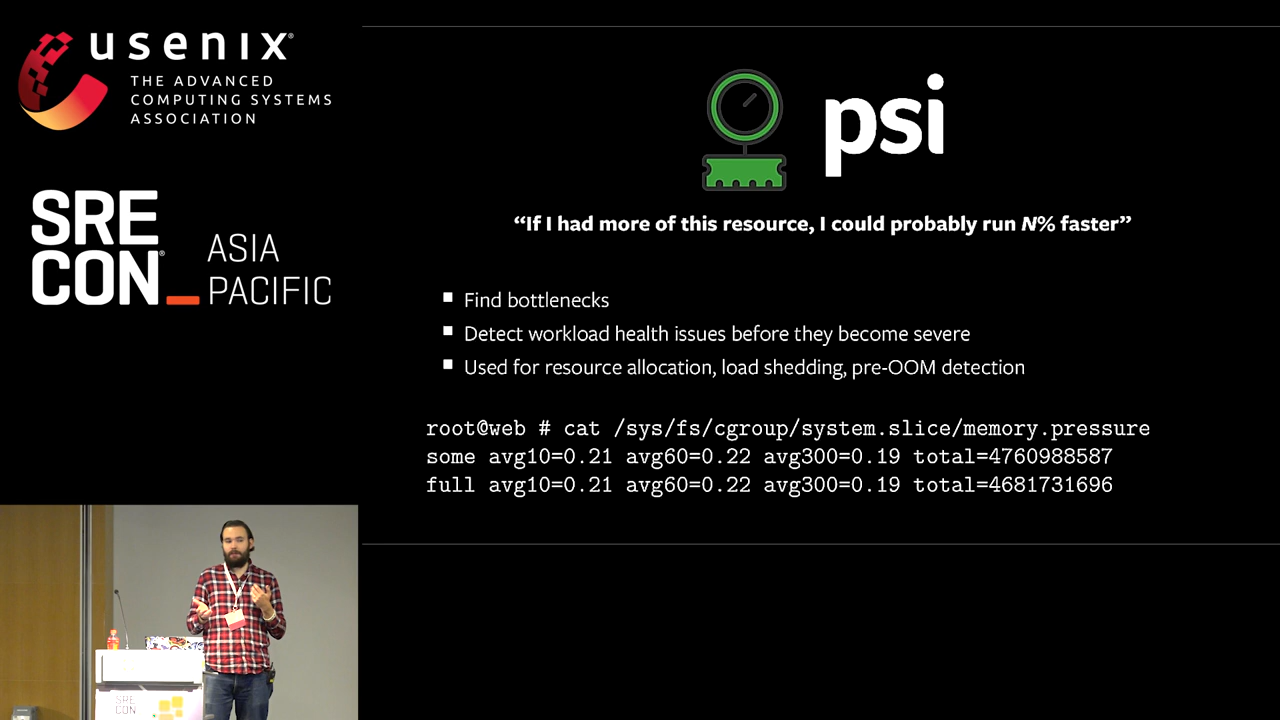 usenix®
THE ADVANCED
COMPUTING SYSTEMS
ASSOCIATION
SRE
CON®
ASIA
PACIFIC
psi
“If I had more of this resource, I could probably run N% faster”
Find bottlenecks
Detect workload health issues before they become severe
Used for resource allocation, load shedding, pre-OOM detection
root@web # cat /sys/fs/cgroup/system.slice/memory.pressure
some avg10=0.21 avg60=0.22 avg300=0.19 total=4760988587
full avg10=0.21 avg60=0.22 avg300=0.19 total=4681731696
SRE
CON